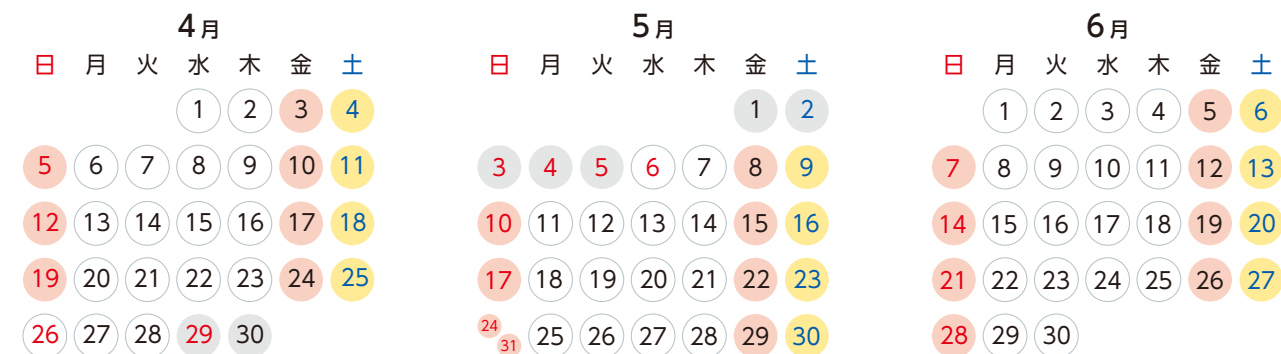 4月
日 月 火 水 木 金 土
1 2 3 4
5 6 7 8 9 10 11
12 13 14 15 16 17 18
19 20 21 22 23 24 25
26 27 28 29 30
5月
日 月 火 水 木 金 土
1 2
3 4 5 6 7 8 9
10 11 12 13 14 15 16
17 18 19 20 21 22 23
24 31 25 26 27 28 29 30
6月
日 月 火 水 木 金 土
1 2 3 4 5 6
7 8 9 10 11 12 13
14 15 16 17 18 19 20
21 22 23 24 25 26 27
28 29 30